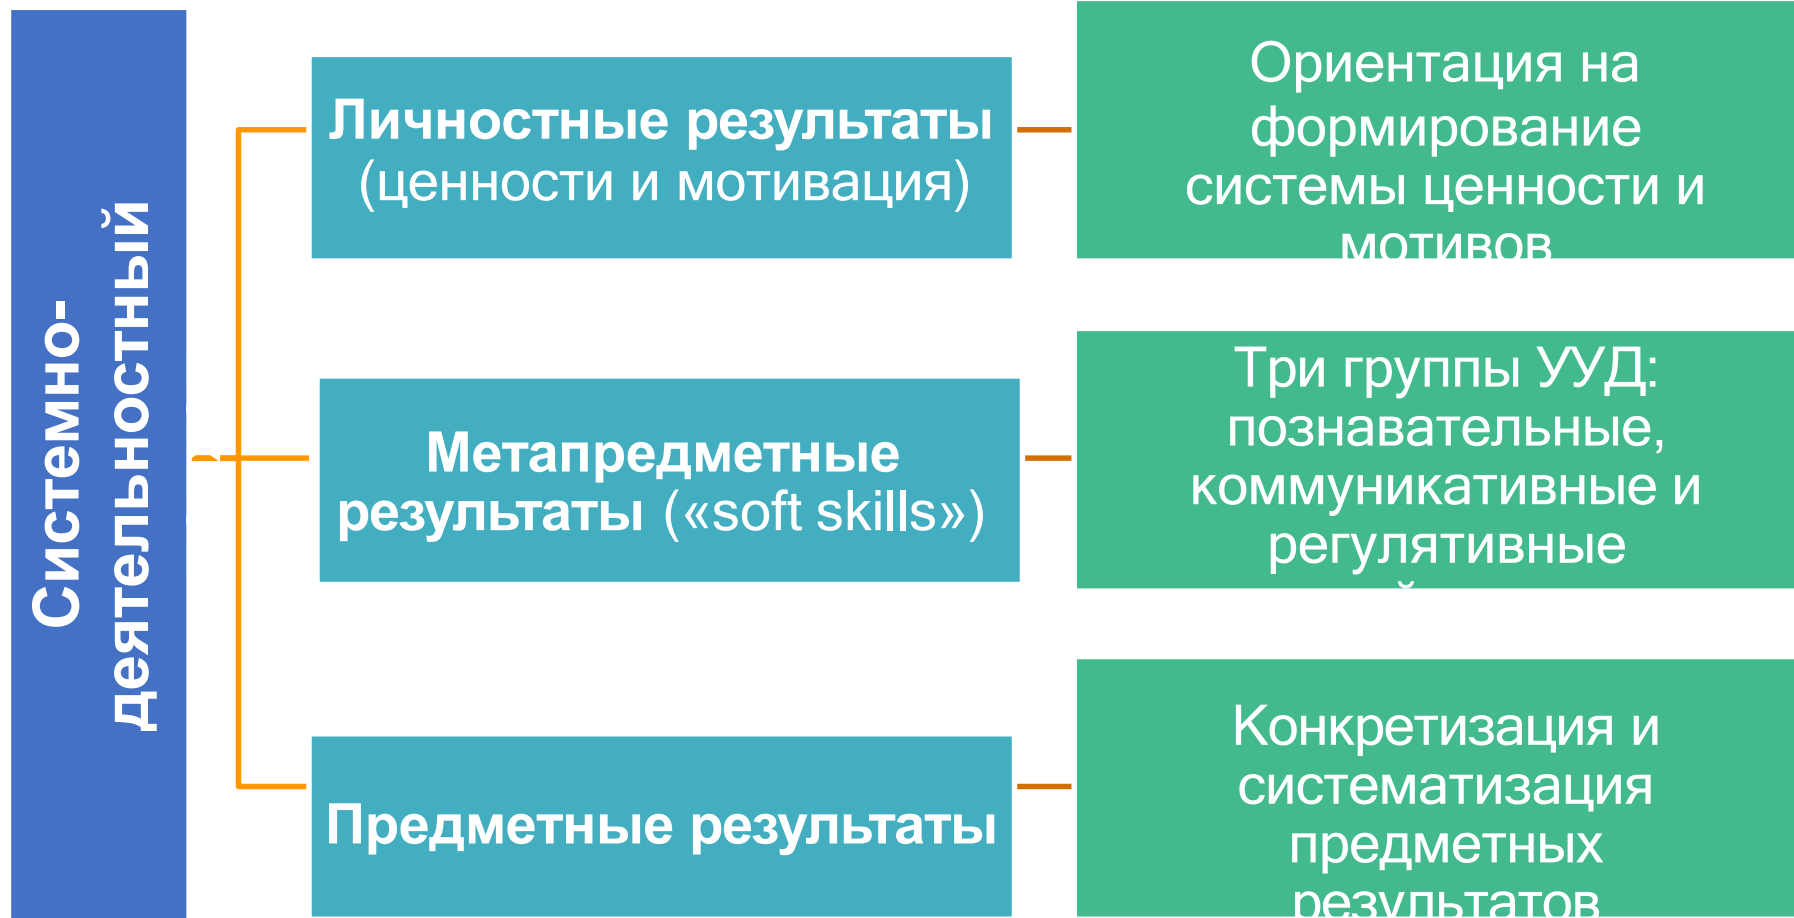 Системно-
деятельностный
Личностные результаты
(ценности и мотивация)
Ориентация на
формирование
системы ценности и
мотивов
Метапредметные
результаты («soft skills»)
Три группы УУД:
познавательные,
коммуникативные и
регулятивные
Предметные результаты
Конкретизация и
систематизация
предметных
результатов